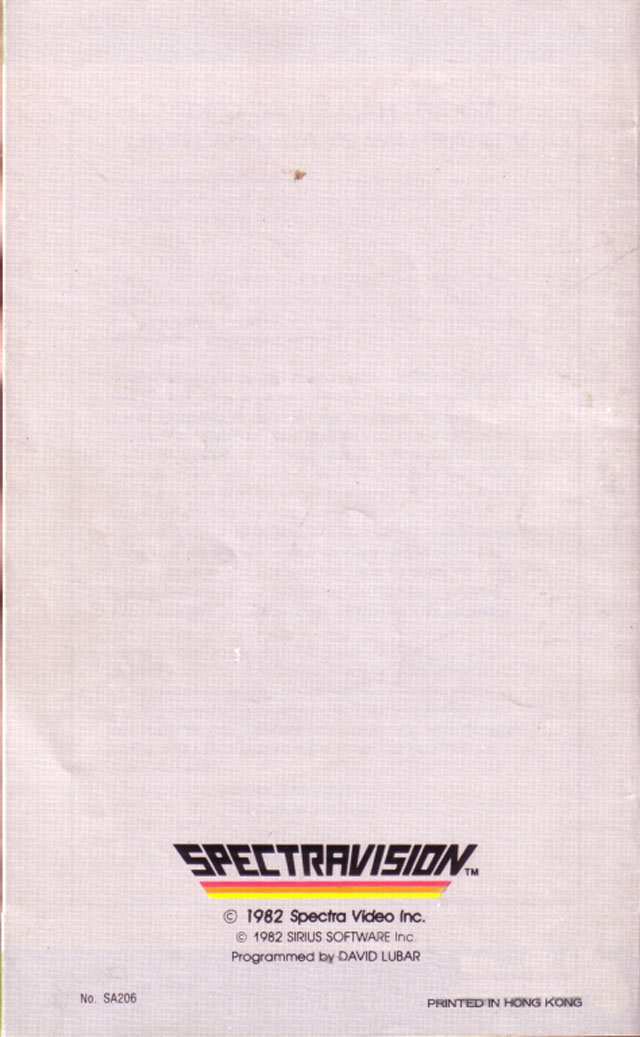 SPECTRAVISION™
© 1982 Spectra Video Inc.
© 1982 SIRIUS SOFTWARE Inc.
Programmed by DAVID LUBAR
No. SA206
PRINTED IN HONG KONG